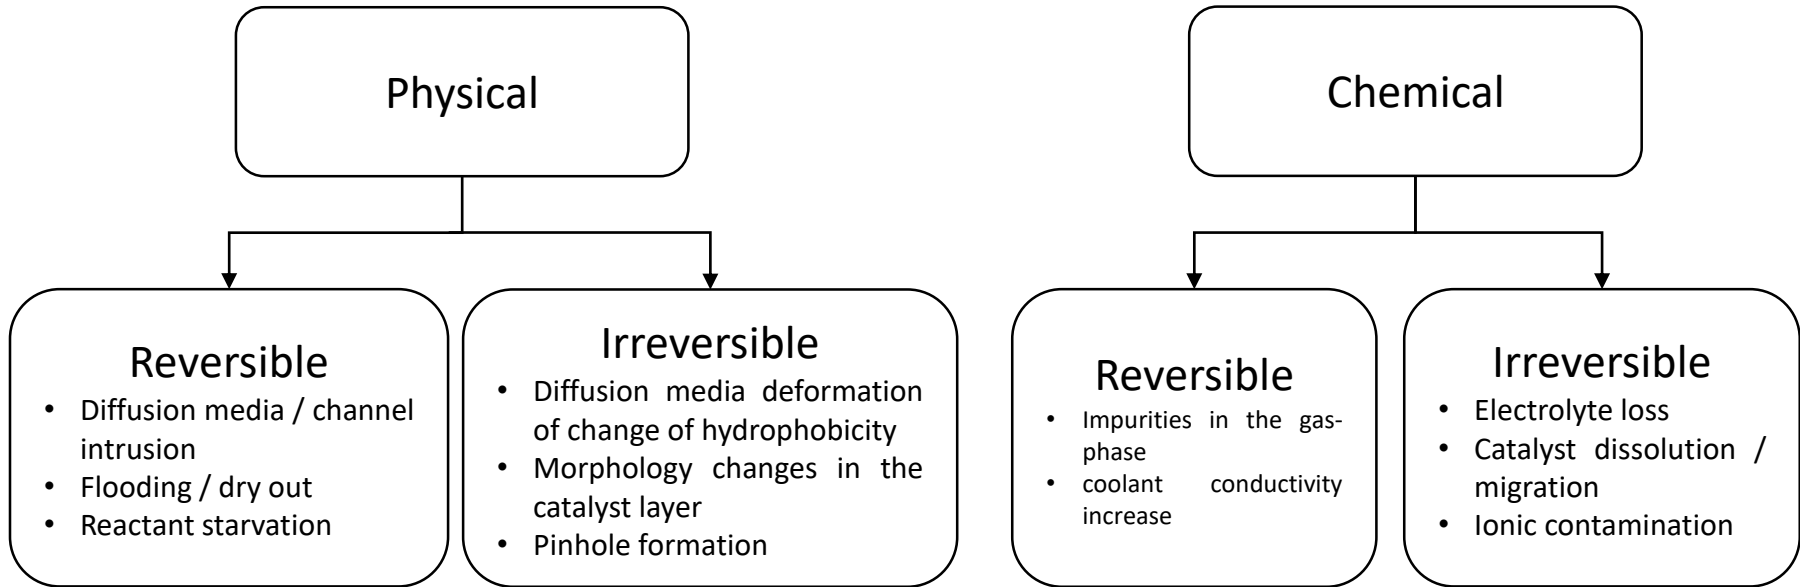 Physical
Chemical
Reversible
• Diffusion media / channel
intrusion
• Flooding / dry out
• Reactant starvation
Irreversible
• Diffusion media deformation
of change of hydrophobicity
• Morphology changes in the
catalyst layer
• Pinhole formation
Reversible
• Impurities in the gas-
phase
• coolant conductivity
increase
Irreversible
• Electrolyte loss
• Catalyst dissolution /
migration
• Ionic contamination